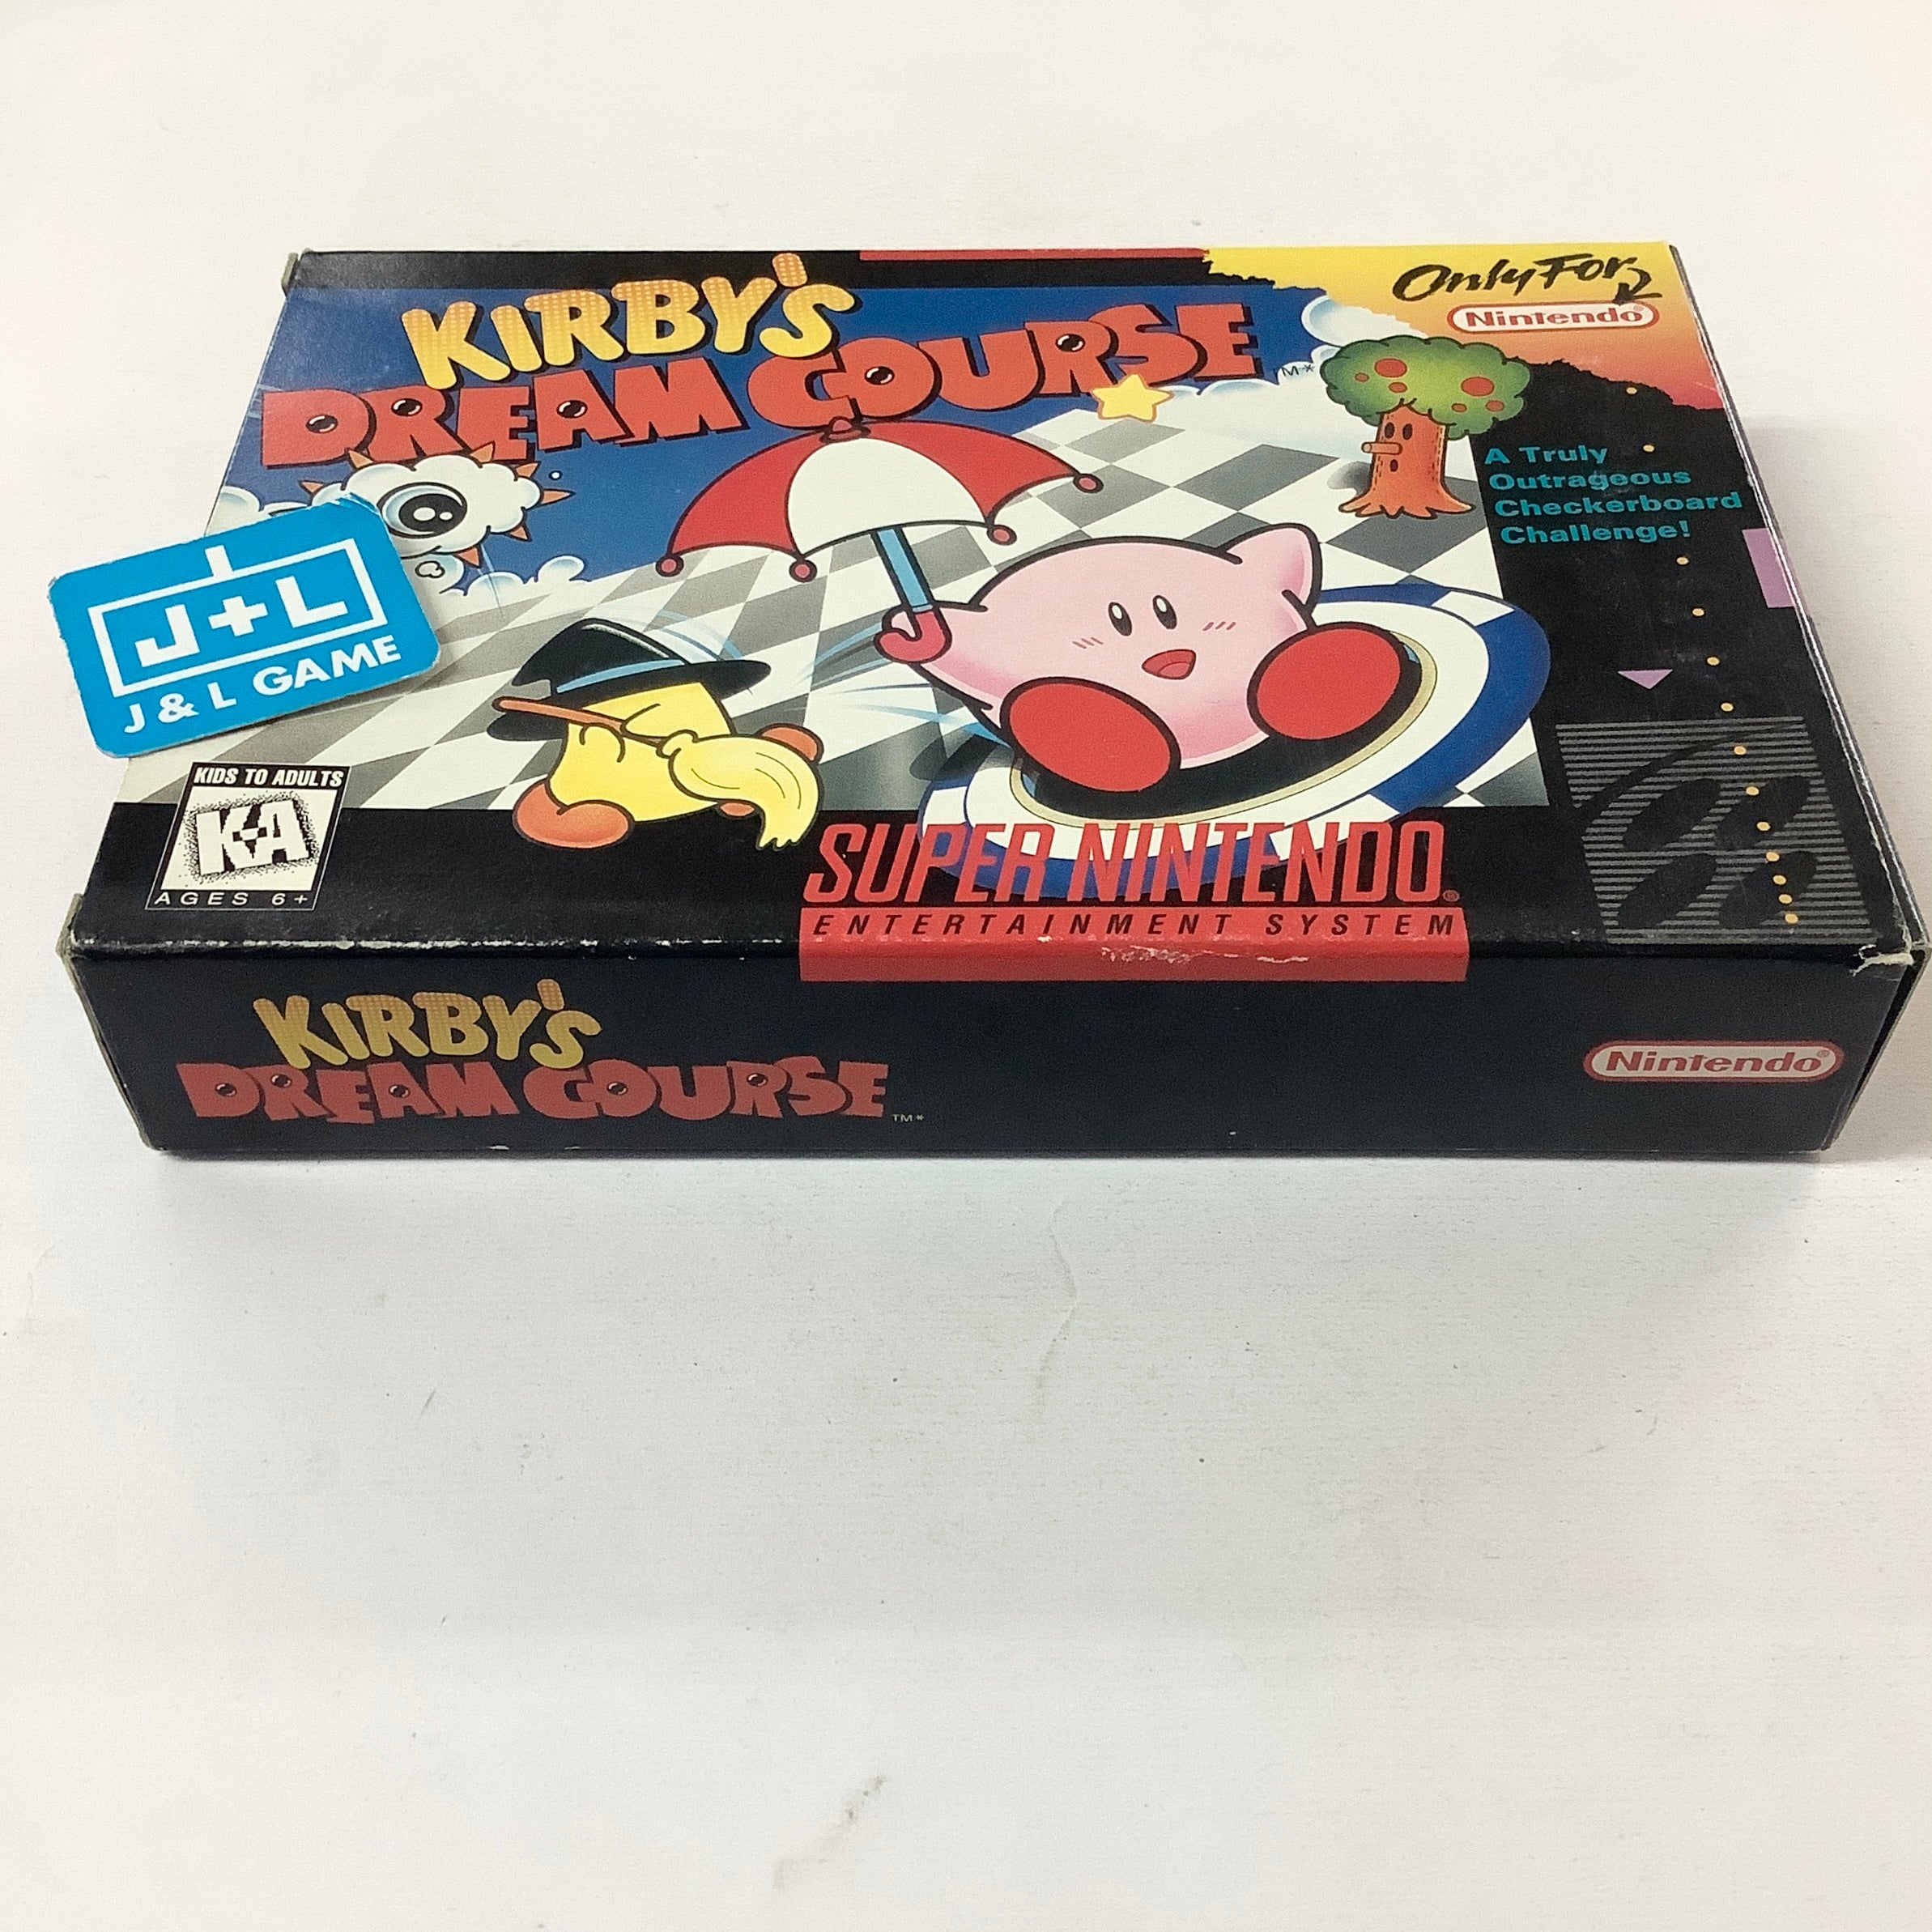 KIRBY'S
DREAM COURSE
TM*
Only For
Nintendo®
A Truly
Outrageous
Checkerboard
Challenge!
J+L
J & L GAME
KIDS TO ADULTS
K-A
AGES 6+
SUPER NINTENDO®
ENTERTAINMENT SYSTEM
KIRBY'S
DREAM COURSE
TM*
Nintendo®